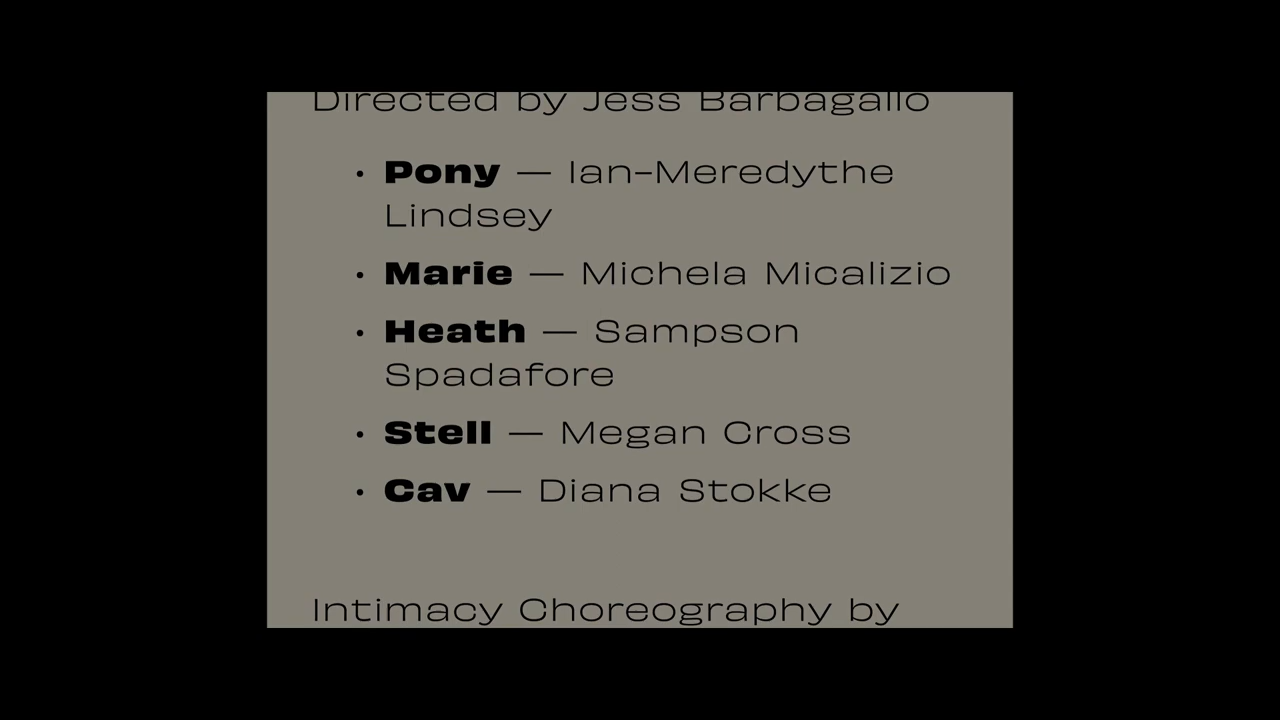 Directed by Jess Barbagallo
• Pony — Ian-Meredythe
Lindsey
• Marie — Michela Micalizio
• Heath — Sampson
Spadafore
• Stell — Megan Cross
• Cav — Diana Stokke
Intimacy Choreography by